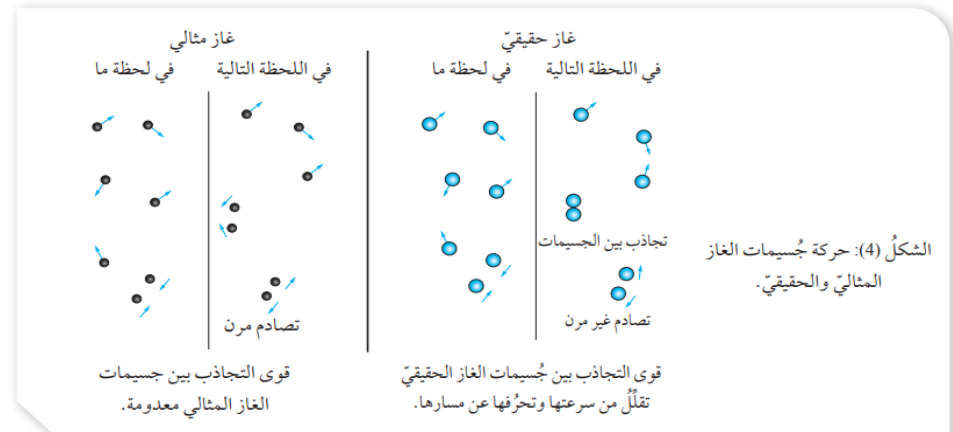 غاز حقيقيّ
في اللحظة التالية
في لحظة ما
تجاذب بين الجسيمات
تصادم غير مرن
قوى التجاذب بين جُسيمات الغاز الحقيقيّ
تقلِّلُ من سرعتها وتحرُفها عن مسارها.
غاز مثالي
في اللحظة التالية
في لحظة ما
تصادم مرن
قوى التجاذب بين جسيمات
الغاز المثالي معدومة.
الشكلُ (4): حركة جُسيمات الغاز
المثاليّ والحقيقيّ.